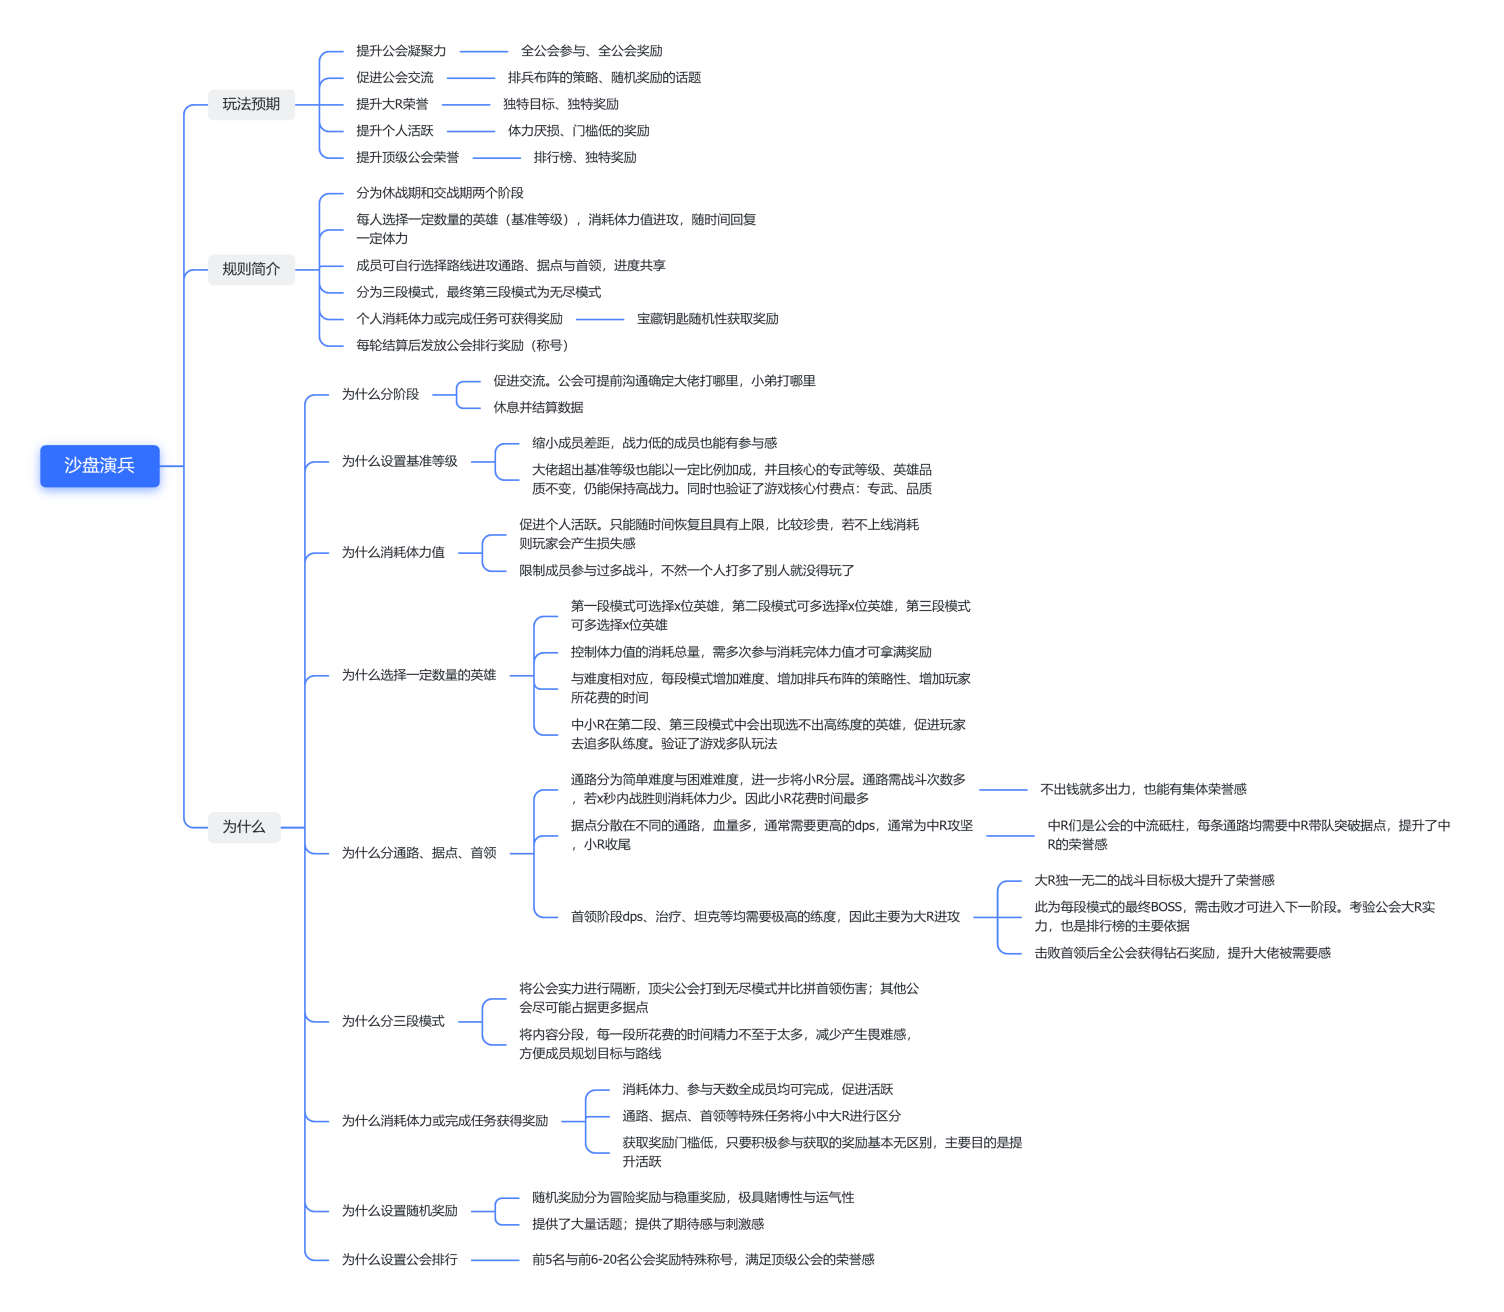 沙盘演兵
玩法预期
提升公会凝聚力
全公会参与、全公会奖励
促进公会交流
排兵布阵的策略、随机奖励的话题
提升大R荣誉
独特目标、独特奖励
提升个人活跃
体力厌损、门槛低的奖励
提升顶级公会荣誉
排行榜、独特奖励
规则简介
分为休战期和交战期两个阶段
每人选择一定数量的英雄（基准等级），消耗体力值进攻，随时间回复
一定体力
成员可自行选择路线进攻通路、据点与首领，进度共享
分为三段模式，最终第三段模式为无尽模式
个人消耗体力或完成任务可获得奖励
宝藏钥匙随机性获取奖励
每轮结算后发放公会排行奖励（称号）
为什么
为什么分阶段
促进交流。公会可提前沟通确定大佬打哪里，小弟打哪里
休息并结算数据
为什么设置基准等级
缩小成员差距，战力低的成员也能有参与感
大佬超出基准等级也能以一定比例加成，并且核心的专武等级、英雄品
质不变，仍能保持高战力。同时也验证了游戏核心付费点：专武、品质
为什么消耗体力值
促进个人活跃。只能随时间恢复且具有上限，比较珍贵，若不上线消耗
则玩家会产生损失感
限制成员参与过多战斗，不然一个人打多了别人就没得玩了
为什么选择一定数量的英雄
第一段模式可选择x位英雄，第二段模式可多选择x位英雄，第三段模式
可多选择x位英雄
控制体力值的消耗总量，需多次参与消耗完体力值才可拿满奖励
与难度相对应，每段模式增加难度、增加排兵布阵的策略性、增加玩家
所花费的时间
中小R在第二段、第三段模式中会出现选不出高练度的英雄，促进玩家
去追多队练度。验证了游戏多队玩法
为什么分通路、据点、首领
通路分为简单难度与困难难度，进一步将小R分层。通路需战斗次数多
，若x秒内战胜则消耗体力少。因此小R花费时间最多
不出钱就多出力，也能有集体荣誉感
据点分散在不同的通路，血量多，通常需要更高的dps，通常为中R攻坚
，小R收尾
中R们是公会的中流砥柱，每条通路均需要中R带队突破据点，提升了中
R的荣誉感
首领阶段dps、治疗、坦克等均需要极高的练度，因此主要为大R进攻
大R独一无二的战斗目标极大提升了荣誉感
此为每段模式的最终BOSS，需击败才可进入下一阶段。考验公会大R实
力，也是排行榜的主要依据
击败首领后全公会获得钻石奖励，提升大佬被需要感
为什么分三段模式
将公会实力进行隔断，顶尖公会打到无尽模式并比拼首领伤害；其他公
会尽可能占据更多据点
将内容分段，每一段所花费的时间精力不至于太多，减少产生畏难感，
方便成员规划目标与路线
为什么消耗体力或完成任务获得奖励
消耗体力、参与天数全成员均可完成，促进活跃
通路、据点、首领等特殊任务将小中大R进行区分
获取奖励门槛低，只要积极参与获取的奖励基本无区别，主要目的是提
升活跃
为什么设置随机奖励
随机奖励分为冒险奖励与稳重奖励，极具赌博性与运气性
提供了大量话题；提供了期待感与刺激感
为什么设置公会排行
前5名与前6-20名公会奖励特殊称号，满足顶级公会的荣誉感